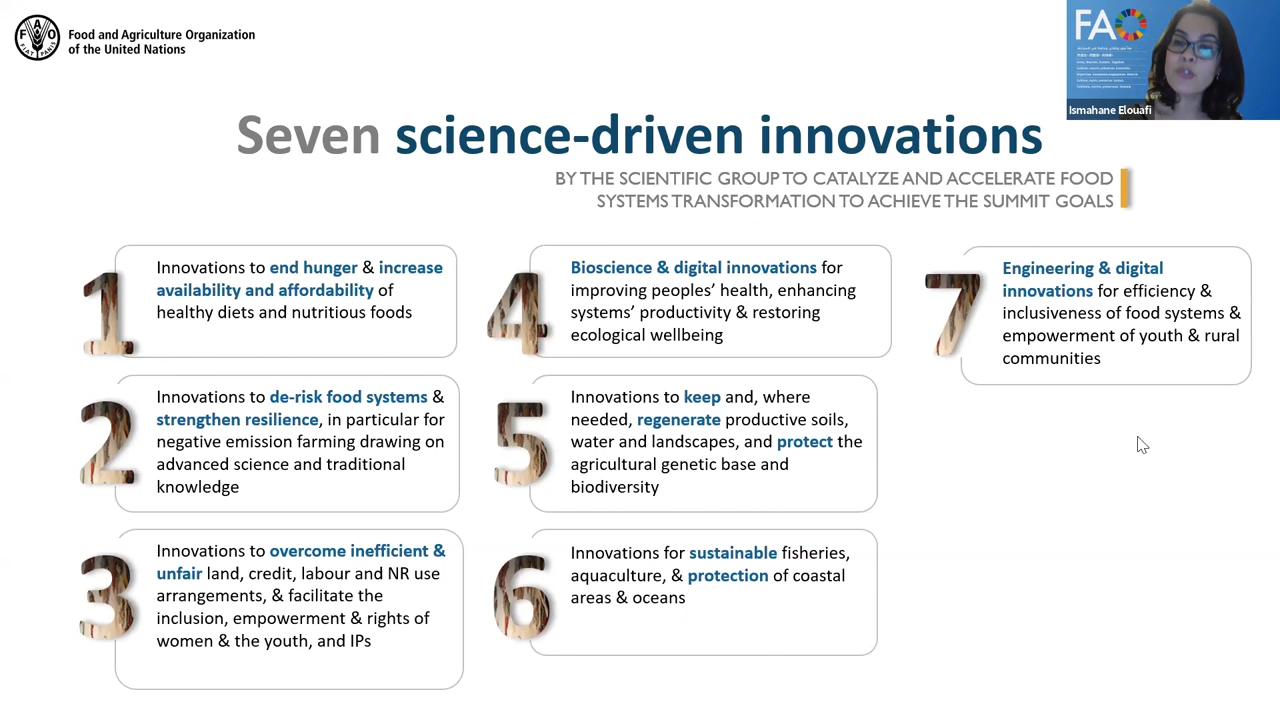 Food and Agriculture Organization
of the United Nations
FAO
Ismahane Elouafi
Seven science-driven innovations
BY THE SCIENTIFIC GROUP TO CATALYZE AND ACCELERATE FOOD
SYSTEMS TRANSFORMATION TO ACHIEVE THE SUMMIT GOALS
1
Innovations to end hunger & increase
availability and affordability of
healthy diets and nutritious foods
2
Innovations to de-risk food systems &
strengthen resilience, in particular for
negative emission farming drawing on
advanced science and traditional
knowledge
3
Innovations to overcome inefficient &
unfair land, credit, labour and NR use
arrangements, & facilitate the
inclusion, empowerment & rights of
women & the youth, and IPs
4
Bioscience & digital innovations for
improving peoples’ health, enhancing
systems’ productivity & restoring
ecological wellbeing
5
Innovations to keep and, where
needed, regenerate productive soils,
water and landscapes, and protect the
agricultural genetic base and
biodiversity
6
Innovations for sustainable fisheries,
aquaculture, & protection of coastal
areas & oceans
7
Engineering & digital
innovations for efficiency &
inclusiveness of food systems &
empowerment of youth & rural
communities